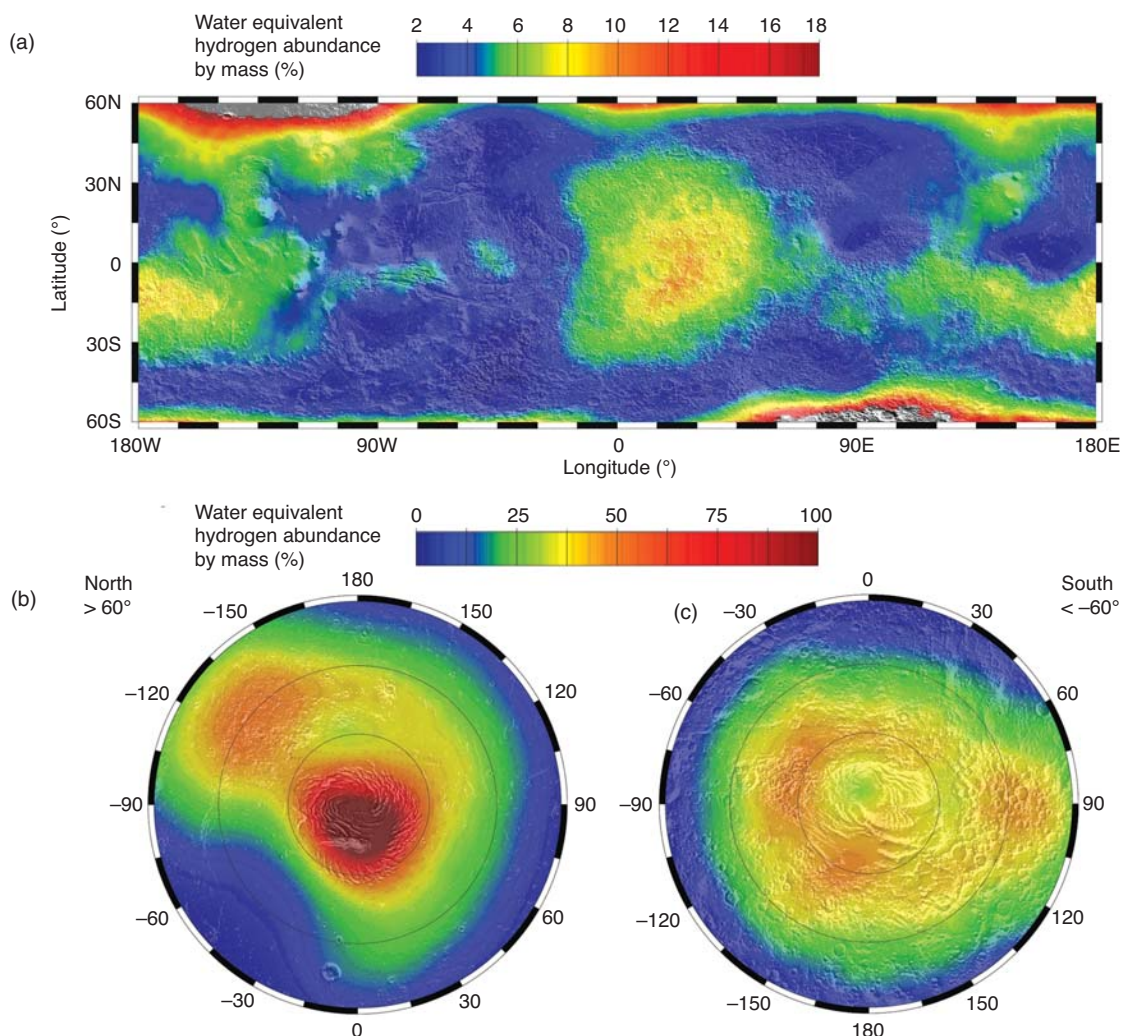 (a)
Water equivalent
hydrogen abundance
by mass (%)
2 4 6 8 10 12 14 16 18
60N
30N
0
30S
60S
Latitude (°)
180W 90W 0 90E 180E
Longitude (°)
Water equivalent
hydrogen abundance
by mass (%)
0 25 50 75 100
(b)
North
> 60°
180
–150 150
–120 120
–90 90
–60 60
–30 30
0
(c)
South
< –60°
0
–30 30
–60 60
–90 90
–120 120
–150 150
180